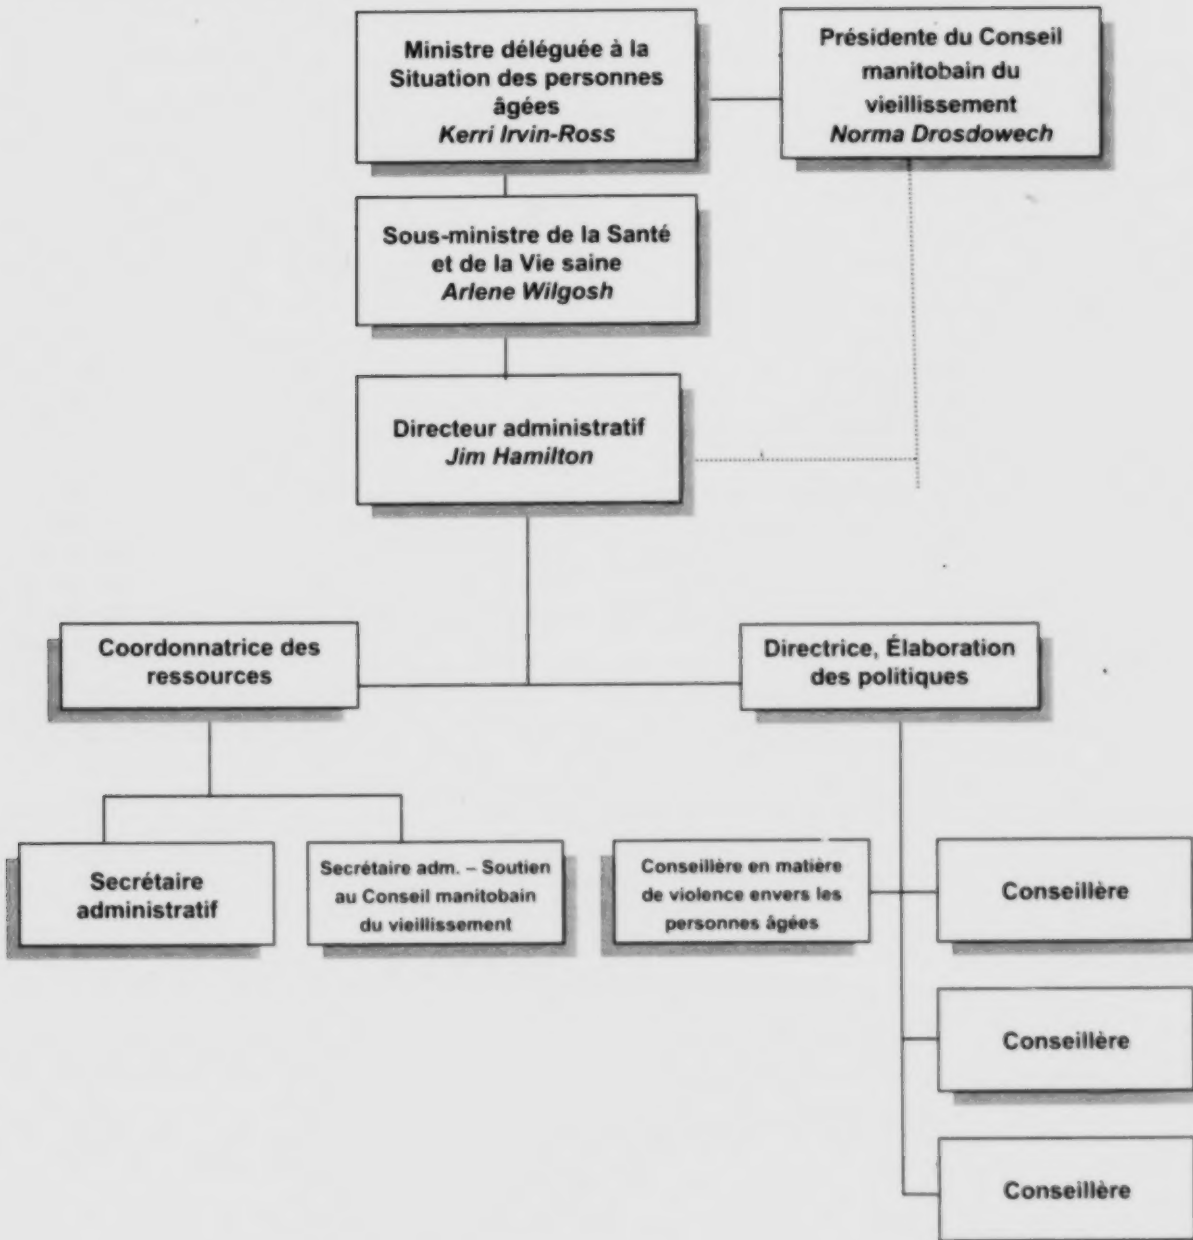 Ministre déléguée à la
Situation des personnes
âgées
Kerri Irvin-Ross
Présidente du Conseil
manitobain du
vieillissement
Norma Drosdowech
Sous-ministre de la Santé
et de la Vie saine
Arlene Wilgosh
Directeur administratif
Jim Hamilton
Coordonnatrice des
ressources
Directrice, Élaboration
des politiques
Secrétaire
administratif
Secrétaire adm. – Soutien
au Conseil manitobain
du vieillissement
Conseillère en matière
de violence envers les
personnes âgées
Conseillère
Conseillère
Conseillère